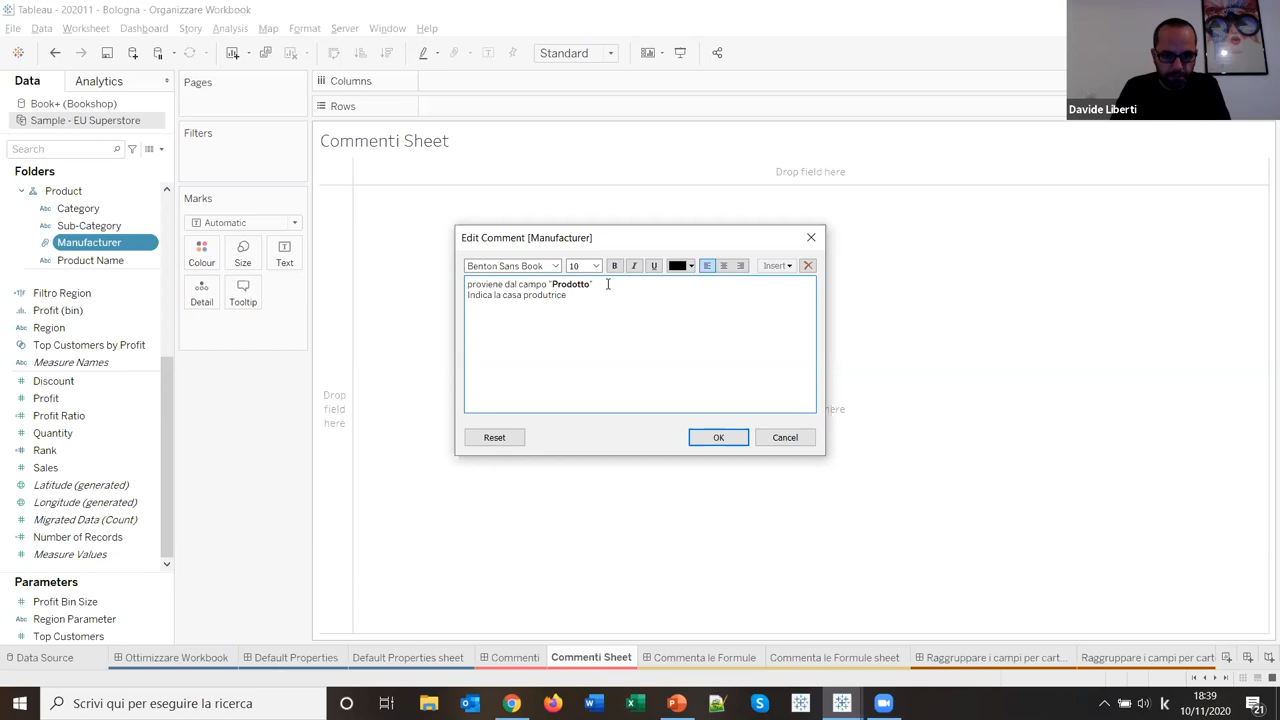 Tableau - 202011 - Bologna - Organizzare Workbook
File Data Worksheet Dashboard Story Analysis Map Format Server Window Help
Standard
Davide Liberti
Data Analytics
Pages
Columns
Book+ (Bookshop)
Rows
Sample - EU Superstore
Filters
Search
Commenti Sheet
Folders
Drop field here
Product
Marks
Category
Automatic
Sub-Category
Manufacturer
Colour Size Text
Product Name
Detail Tooltip
Filtro Regione
Profit (bin)
Region
Top Customers by Profit
Measure Names
Discount
Profit
Profit Ratio
Quantity
Rank
Sales
Latitude (generated)
Longitude (generated)
Migrated Data (Count)
Number of Records
Measure Values
Drop
field
here
here
Edit Comment [Manufacturer]
Benton Sans Book 10 B I U Insert
proviene dal campo "Prodotto"
Indica la casa produtrice
Reset OK Cancel
Parameters
Profit Bin Size
Region Parameter
Top Customers
Data Source Ottimizzare Workbook Default Properties Default Properties sheet Commenti Commenti Sheet Commenta le Formule Commenta le Formule sheet Raggruppare i campi per cart... Raggruppare i campi per cart
Scrivi qui per eseguire la ricerca
18:39
10/11/2020
21